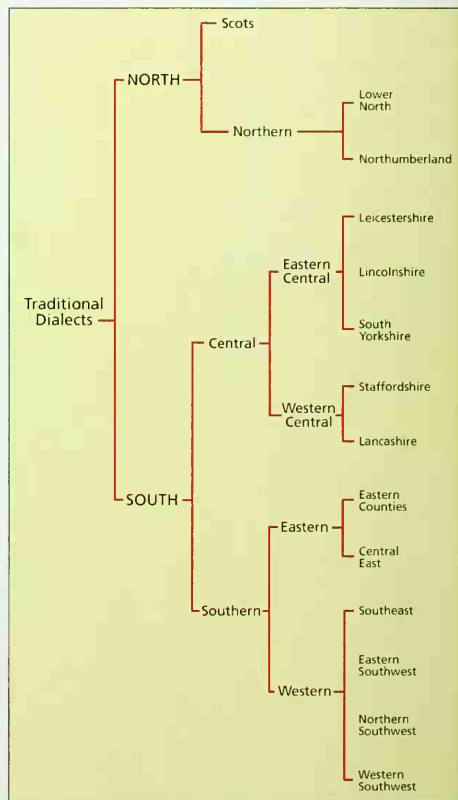 Scots
NORTH
Northern
Lower
North
Northumberland
Leicestershire
Eastern
Central
Lincolnshire
South
Yorkshire
Traditional
Dialects
Central
Staffordshire
Western
Central
Lancashire
SOUTH
Eastern
Counties
Eastern
Central
East
Southern
Southeast
Eastern
Southwest
Western
Northern
Southwest
Western
Southwest